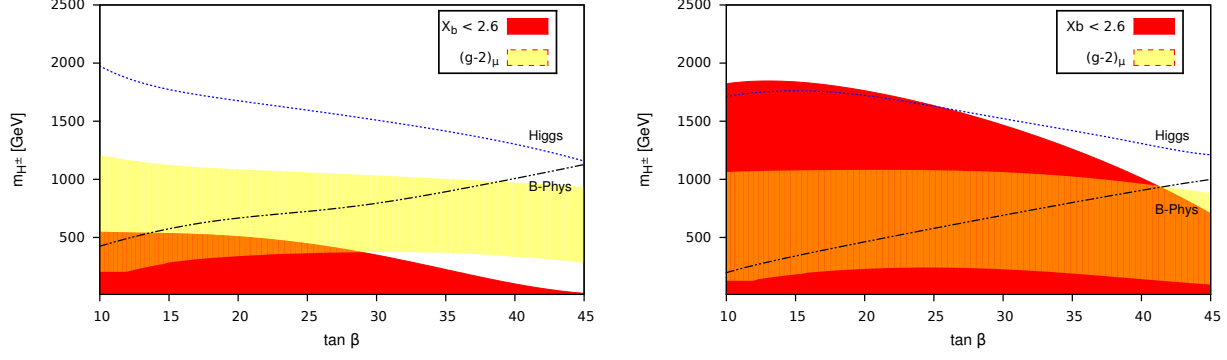 2500
2000
1500
1000
500
10 15 20 25 30 35 40 45
m_H± [GeV]
tan β
X_b < 2.6
(g-2)_μ
Higgs
B-Phys
2500
2000
1500
1000
500
10 15 20 25 30 35 40 45
m_H± [GeV]
tan β
Xb < 2.6
(g-2)_μ
Higgs
B-Phys